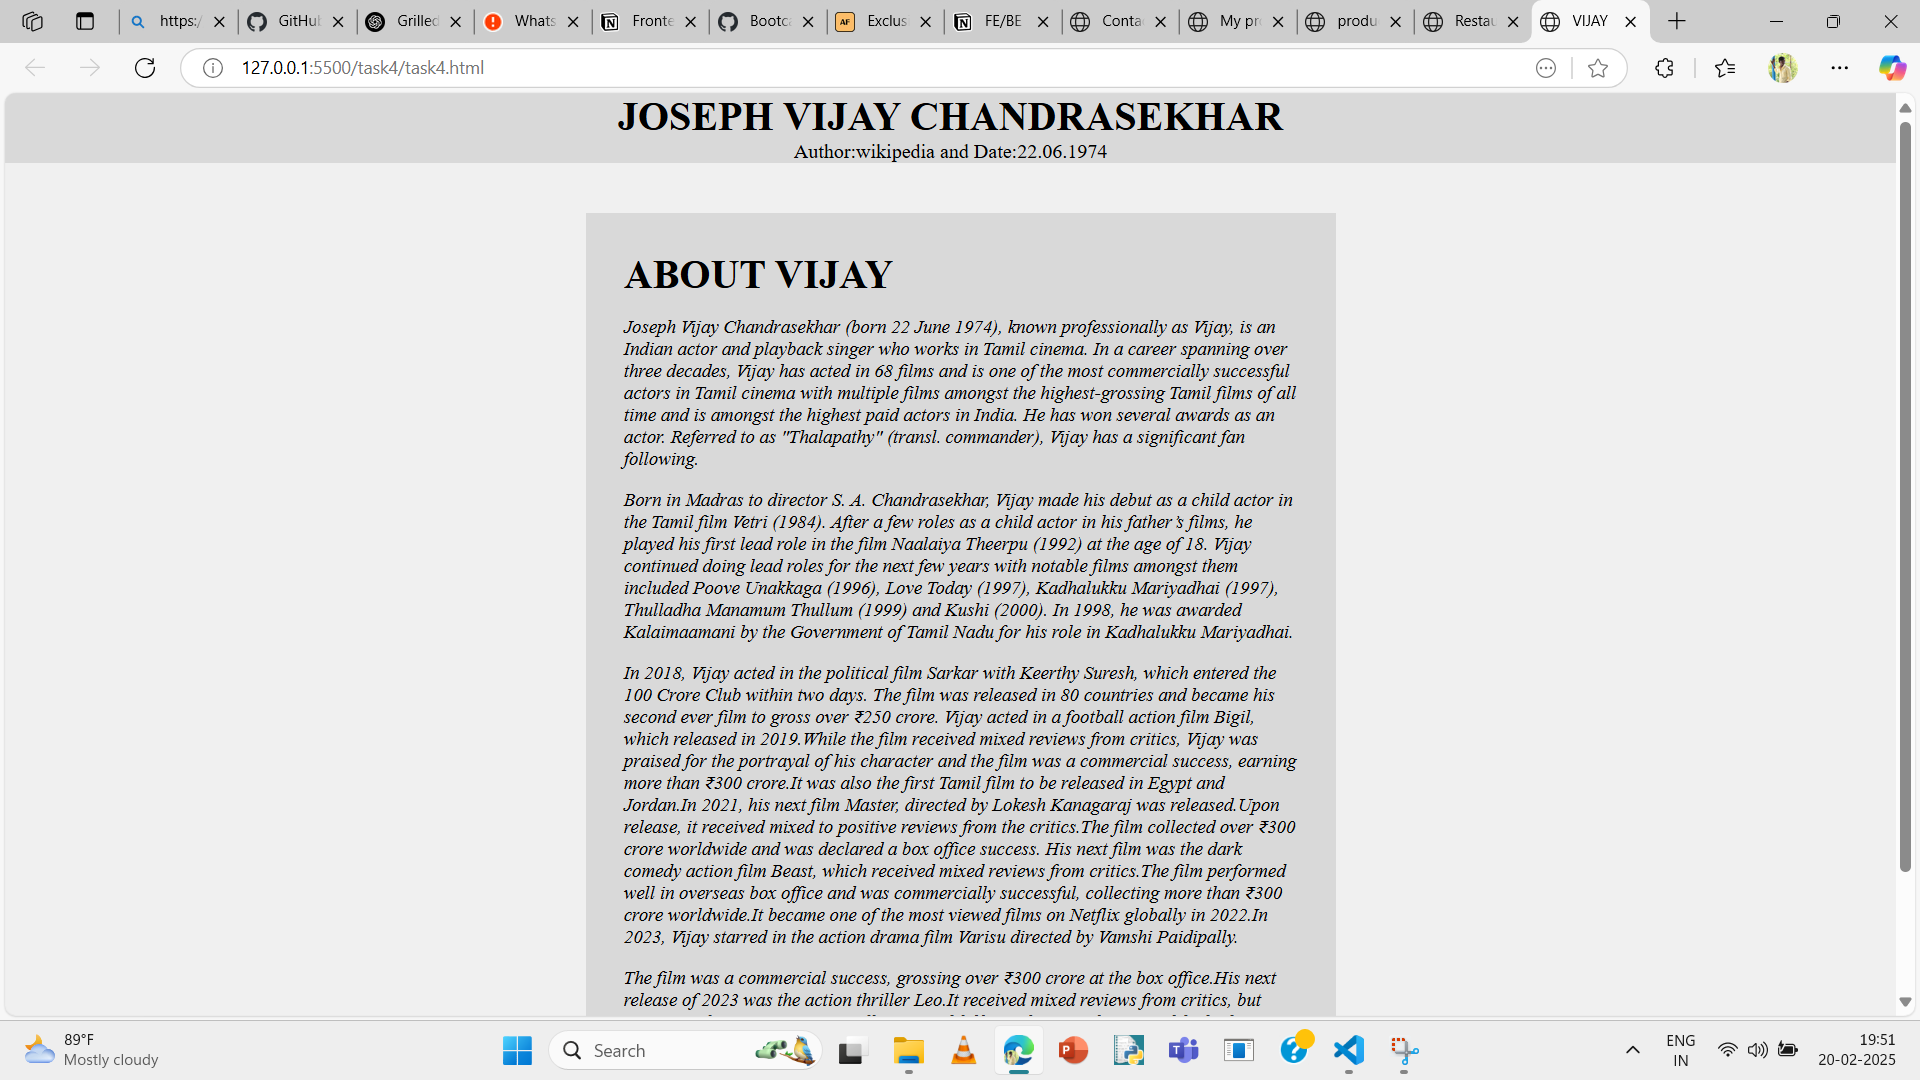 https:/
GitHub
Grilled
Whats
Fronte
Bootca
Exclus
FE/BE
Contac
My pro
produ
Restau
VIJAY
127.0.0.1:5500/task4/task4.html
JOSEPH VIJAY CHANDRASEKHAR
Author:wikipedia and Date:22.06.1974
ABOUT VIJAY
Joseph Vijay Chandrasekhar (born 22 June 1974), known professionally as Vijay, is an
Indian actor and playback singer who works in Tamil cinema. In a career spanning over
three decades, Vijay has acted in 68 films and is one of the most commercially successful
actors in Tamil cinema with multiple films amongst the highest-grossing Tamil films of all
time and is amongst the highest paid actors in India. He has won several awards as an
actor. Referred to as "Thalapathy" (transl. commander), Vijay has a significant fan
following.
Born in Madras to director S. A. Chandrasekhar, Vijay made his debut as a child actor in
the Tamil film Vetri (1984). After a few roles as a child actor in his father’s films, he
played his first lead role in the film Naalaiya Theerpu (1992) at the age of 18. Vijay
continued doing lead roles for the next few years with notable films amongst them
included Poove Unakkaga (1996), Love Today (1997), Kadhalukku Mariyadhai (1997),
Thulladha Manamum Thullum (1999) and Kushi (2000). In 1998, he was awarded
Kalaimaamani by the Government of Tamil Nadu for his role in Kadhalukku Mariyadhai.
In 2018, Vijay acted in the political film Sarkar with Keerthy Suresh, which entered the
100 Crore Club within two days. The film was released in 80 countries and became his
second ever film to gross over ₹250 crore. Vijay acted in a football action film Bigil,
which released in 2019.While the film received mixed reviews from critics, Vijay was
praised for the portrayal of his character and the film was a commercial success, earning
more than ₹300 crore.It was also the first Tamil film to be released in Egypt and
Jordan.In 2021, his next film Master, directed by Lokesh Kanagaraj was released.Upon
release, it received mixed to positive reviews from the critics.The film collected over ₹300
crore worldwide and was declared a box office success. His next film was the dark
comedy action film Beast, which received mixed reviews from critics.The film performed
well in overseas box office and was commercially successful, collecting more than ₹300
crore worldwide.It became one of the most viewed films on Netflix globally in 2022.In
2023, Vijay starred in the action drama film Varisu directed by Vamshi Paidipally.
The film was a commercial success, grossing over ₹300 crore at the box office.His next
release of 2023 was the action thriller Leo.It received mixed reviews from critics, but
89°F
Mostly cloudy
Search
ENG
IN
19:51
20-02-2025